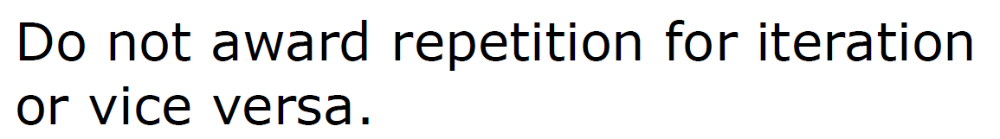 Do not award repetition for iteration
or vice versa.